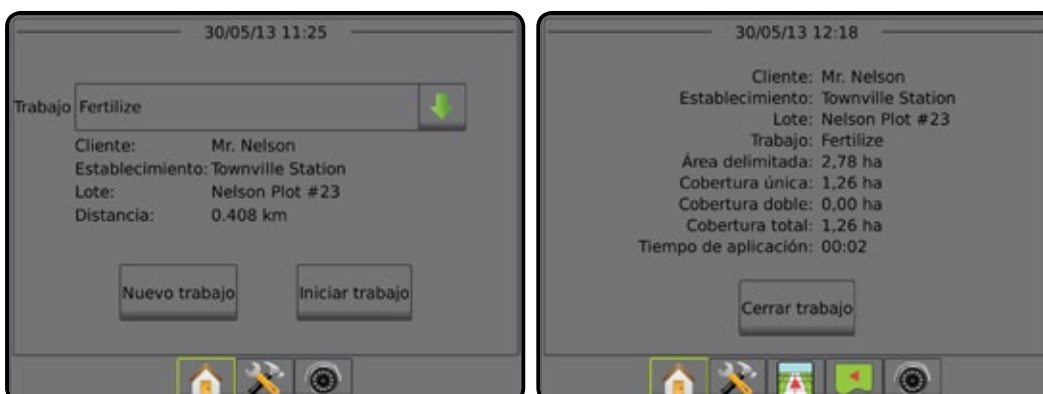 30/05/13 11:25
Trabajo Fertilize
Cliente: Mr. Nelson
Establecimiento: Townville Station
Lote: Nelson Plot #23
Distancia: 0.408 km
Nuevo trabajo Iniciar trabajo
30/05/13 12:18
Cliente: Mr. Nelson
Establecimiento: Townville Station
Lote: Nelson Plot #23
Trabajo: Fertilize
Área delimitada: 2,78 ha
Cobertura única: 1,26 ha
Cobertura doble: 0,00 ha
Cobertura total: 1,26 ha
Tiempo de aplicación: 00:02
Cerrar trabajo